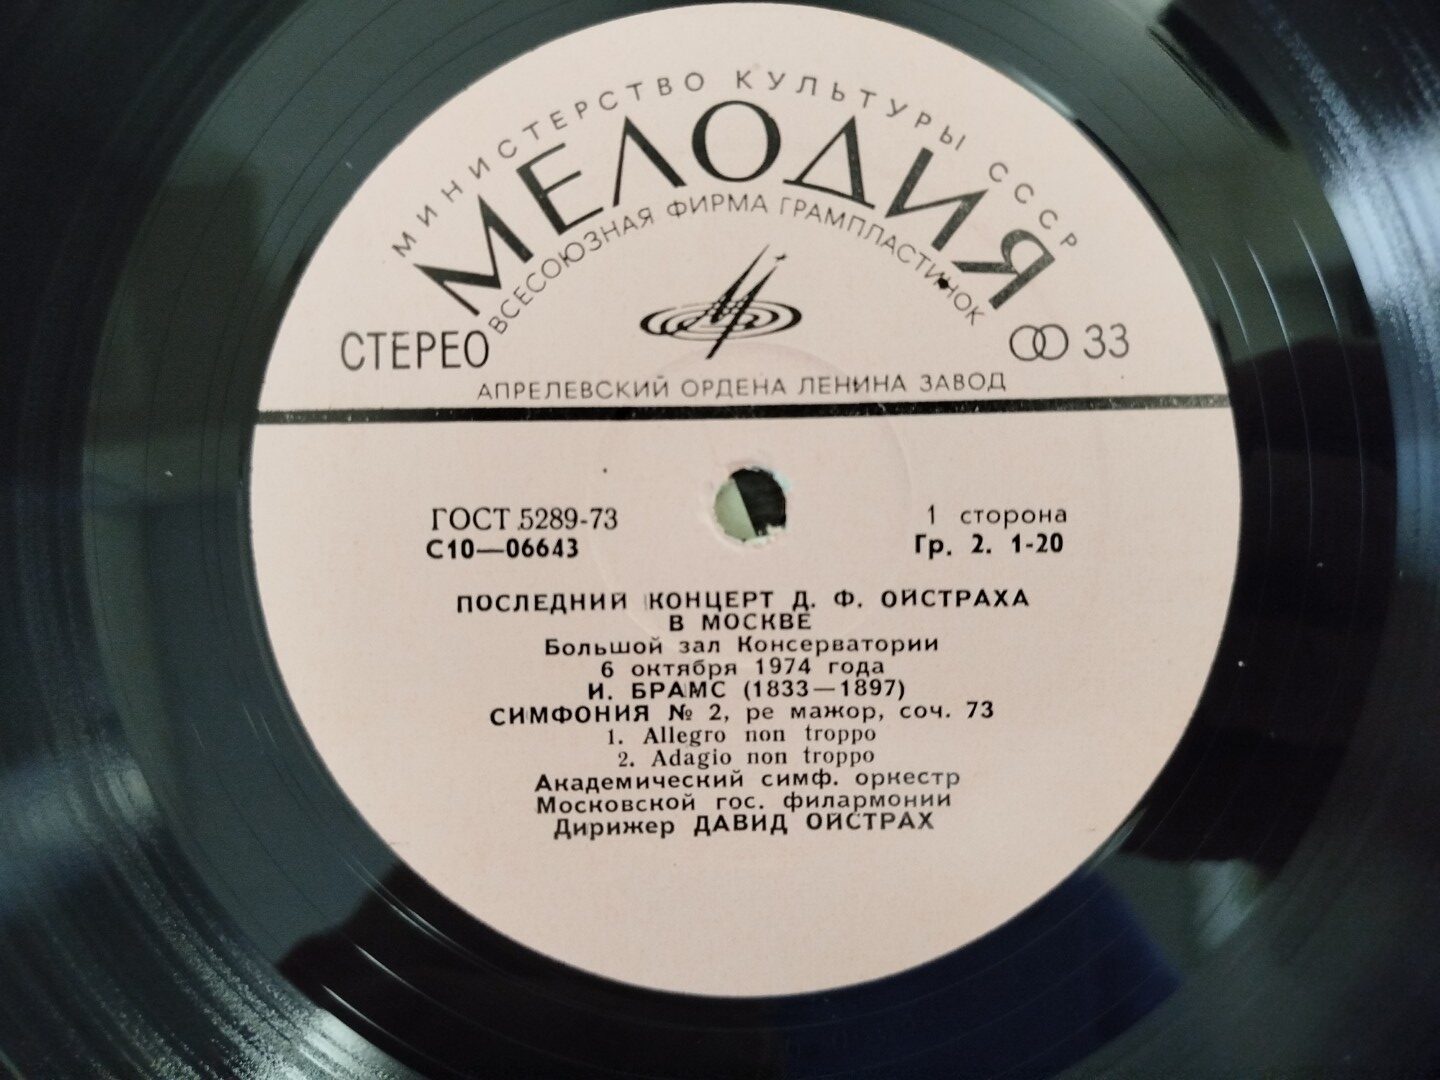 МИНИСТЕРСТВО КУЛЬТУРЫ СССР
МЕЛОДИЯ
ВСЕСОЮЗНАЯ ФИРМА ГРАМПЛАСТИНОК
СТЕРЕО
33
АПРЕЛЕВСКИЙ ОРДЕНА ЛЕНИНА ЗАВОД
ГОСТ 5289-73
1 сторона
С10—06643
Гр. 2. 1-20
ПОСЛЕДНИЙ КОНЦЕРТ Д. Ф. ОЙСТРАХА
В МОСКВЕ
Большой зал Консерватории
6 октября 1974 года
И. БРАМС (1833—1897)
СИМФОНИЯ № 2, ре мажор, соч. 73
1. Allegro non troppo
2. Adagio non troppo
Академический симф. оркестр
Московской гос. филармонии
Дирижер ДАВИД ОЙСТРАХ